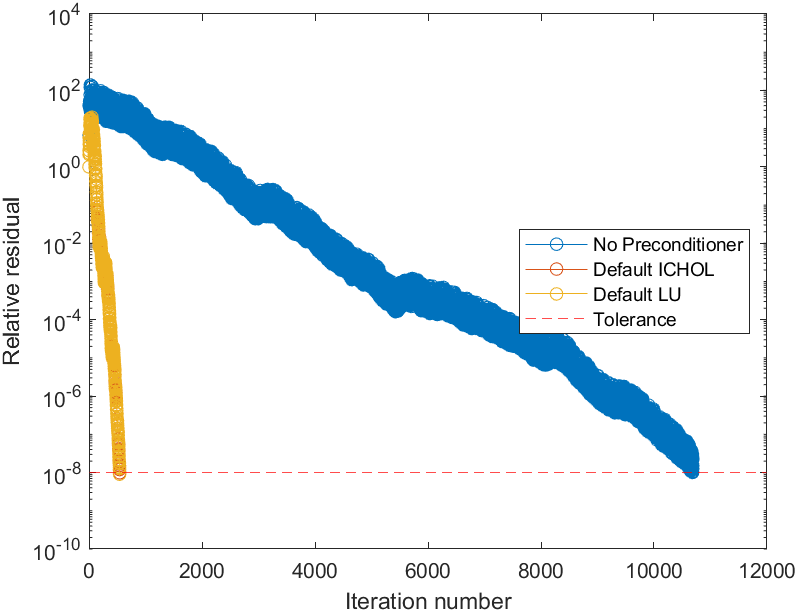 10^4
10^2
10^0
10^-2
10^-4
10^-6
10^-8
10^-10
Relative residual
No Preconditioner
Default ICHOL
Default LU
Tolerance
0 2000 4000 6000 8000 10000 12000
Iteration number